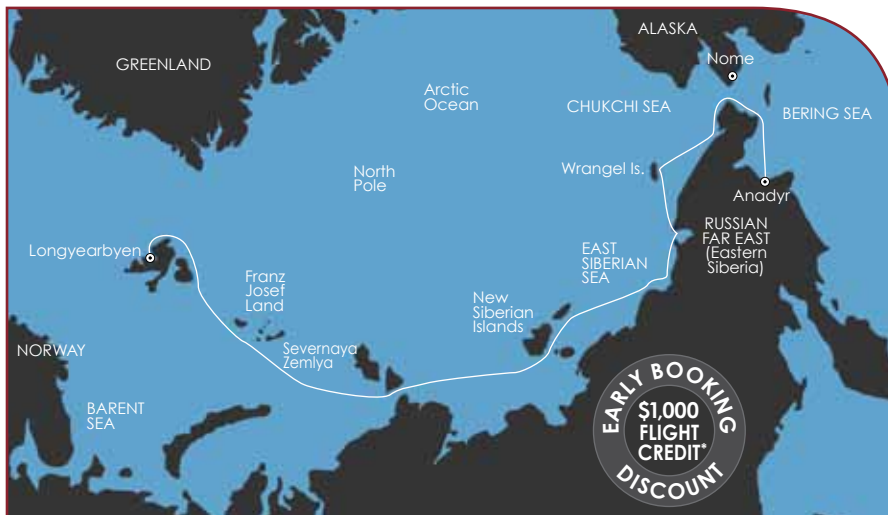 ALASKA
GREENLAND
Nome
Arctic
Ocean
CHUKCHI SEA
BERING SEA
North
Pole
Wrangel Is.
Anadyr
Longyearbyen
RUSSIAN
FAR EAST
(Eastern
Siberia)
EAST
SIBERIAN
SEA
Franz
Josef
Land
New
Siberian
Islands
Severnaya
Zemlya
NORWAY
BARENT
SEA
EARLY BOOKING
$1,000
FLIGHT
CREDIT*
DISCOUNT